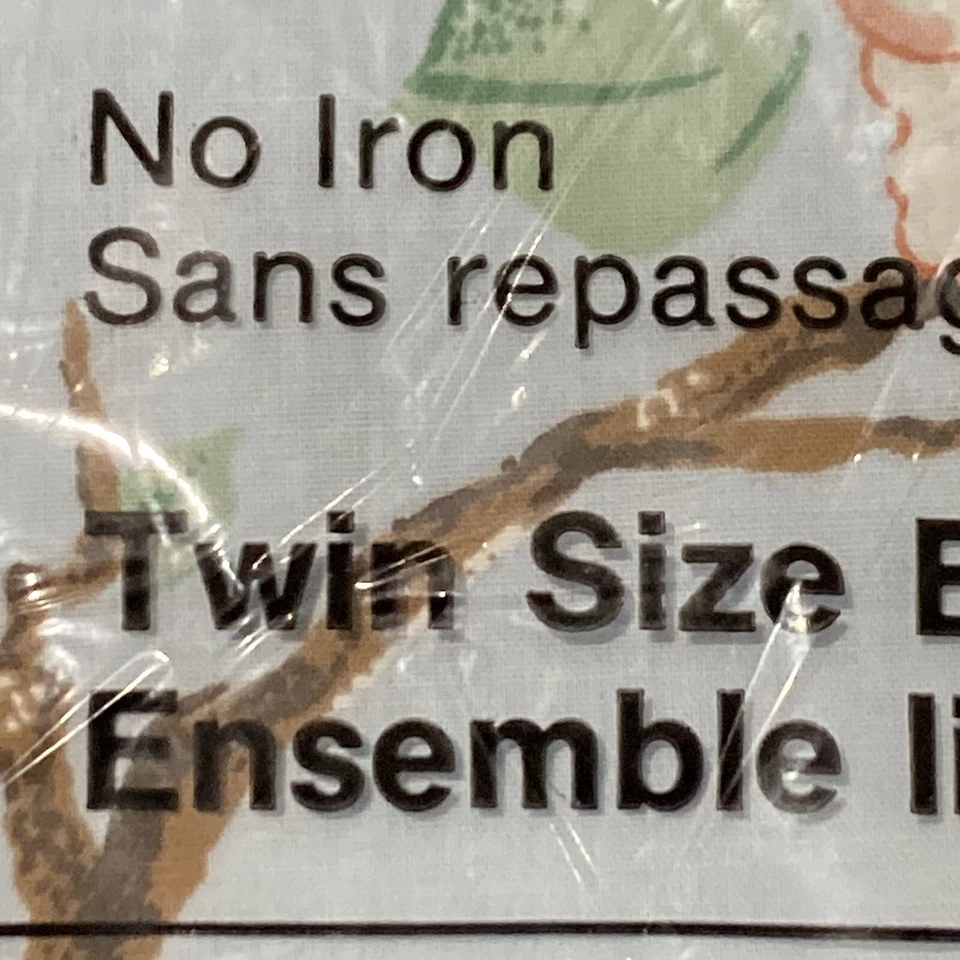 No Iron
Sans repassag
Twin Size B
Ensemble li